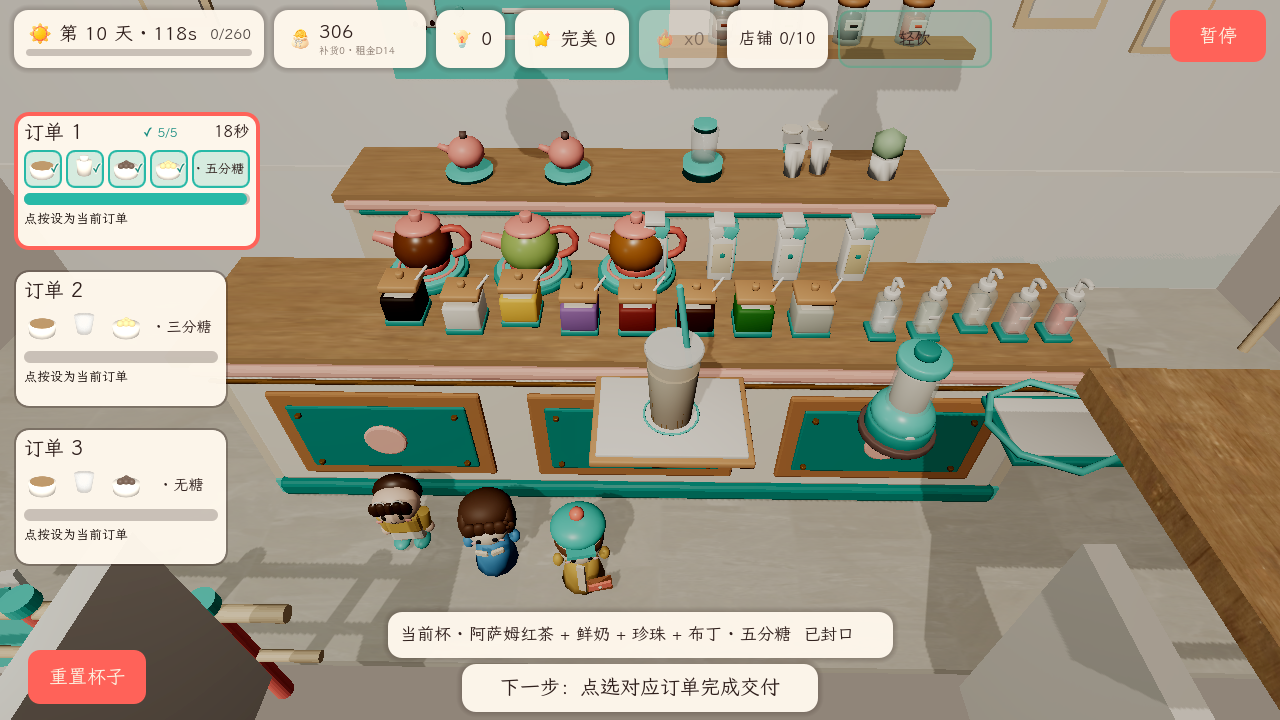 第 10 天·118s 0/260
306
补货0·租金D14
0
完美 0
x0
店铺 0/10
轻饮
暂停
订单 1 ✓ 5/5 18秒
·五分糖
点按设为当前订单
订单 2
·三分糖
点按设为当前订单
订单 3
·无糖
点按设为当前订单
当前杯·阿萨姆红茶 + 鲜奶 + 珍珠 + 布丁·五分糖 已封口
下一步：点选对应订单完成交付
重置杯子